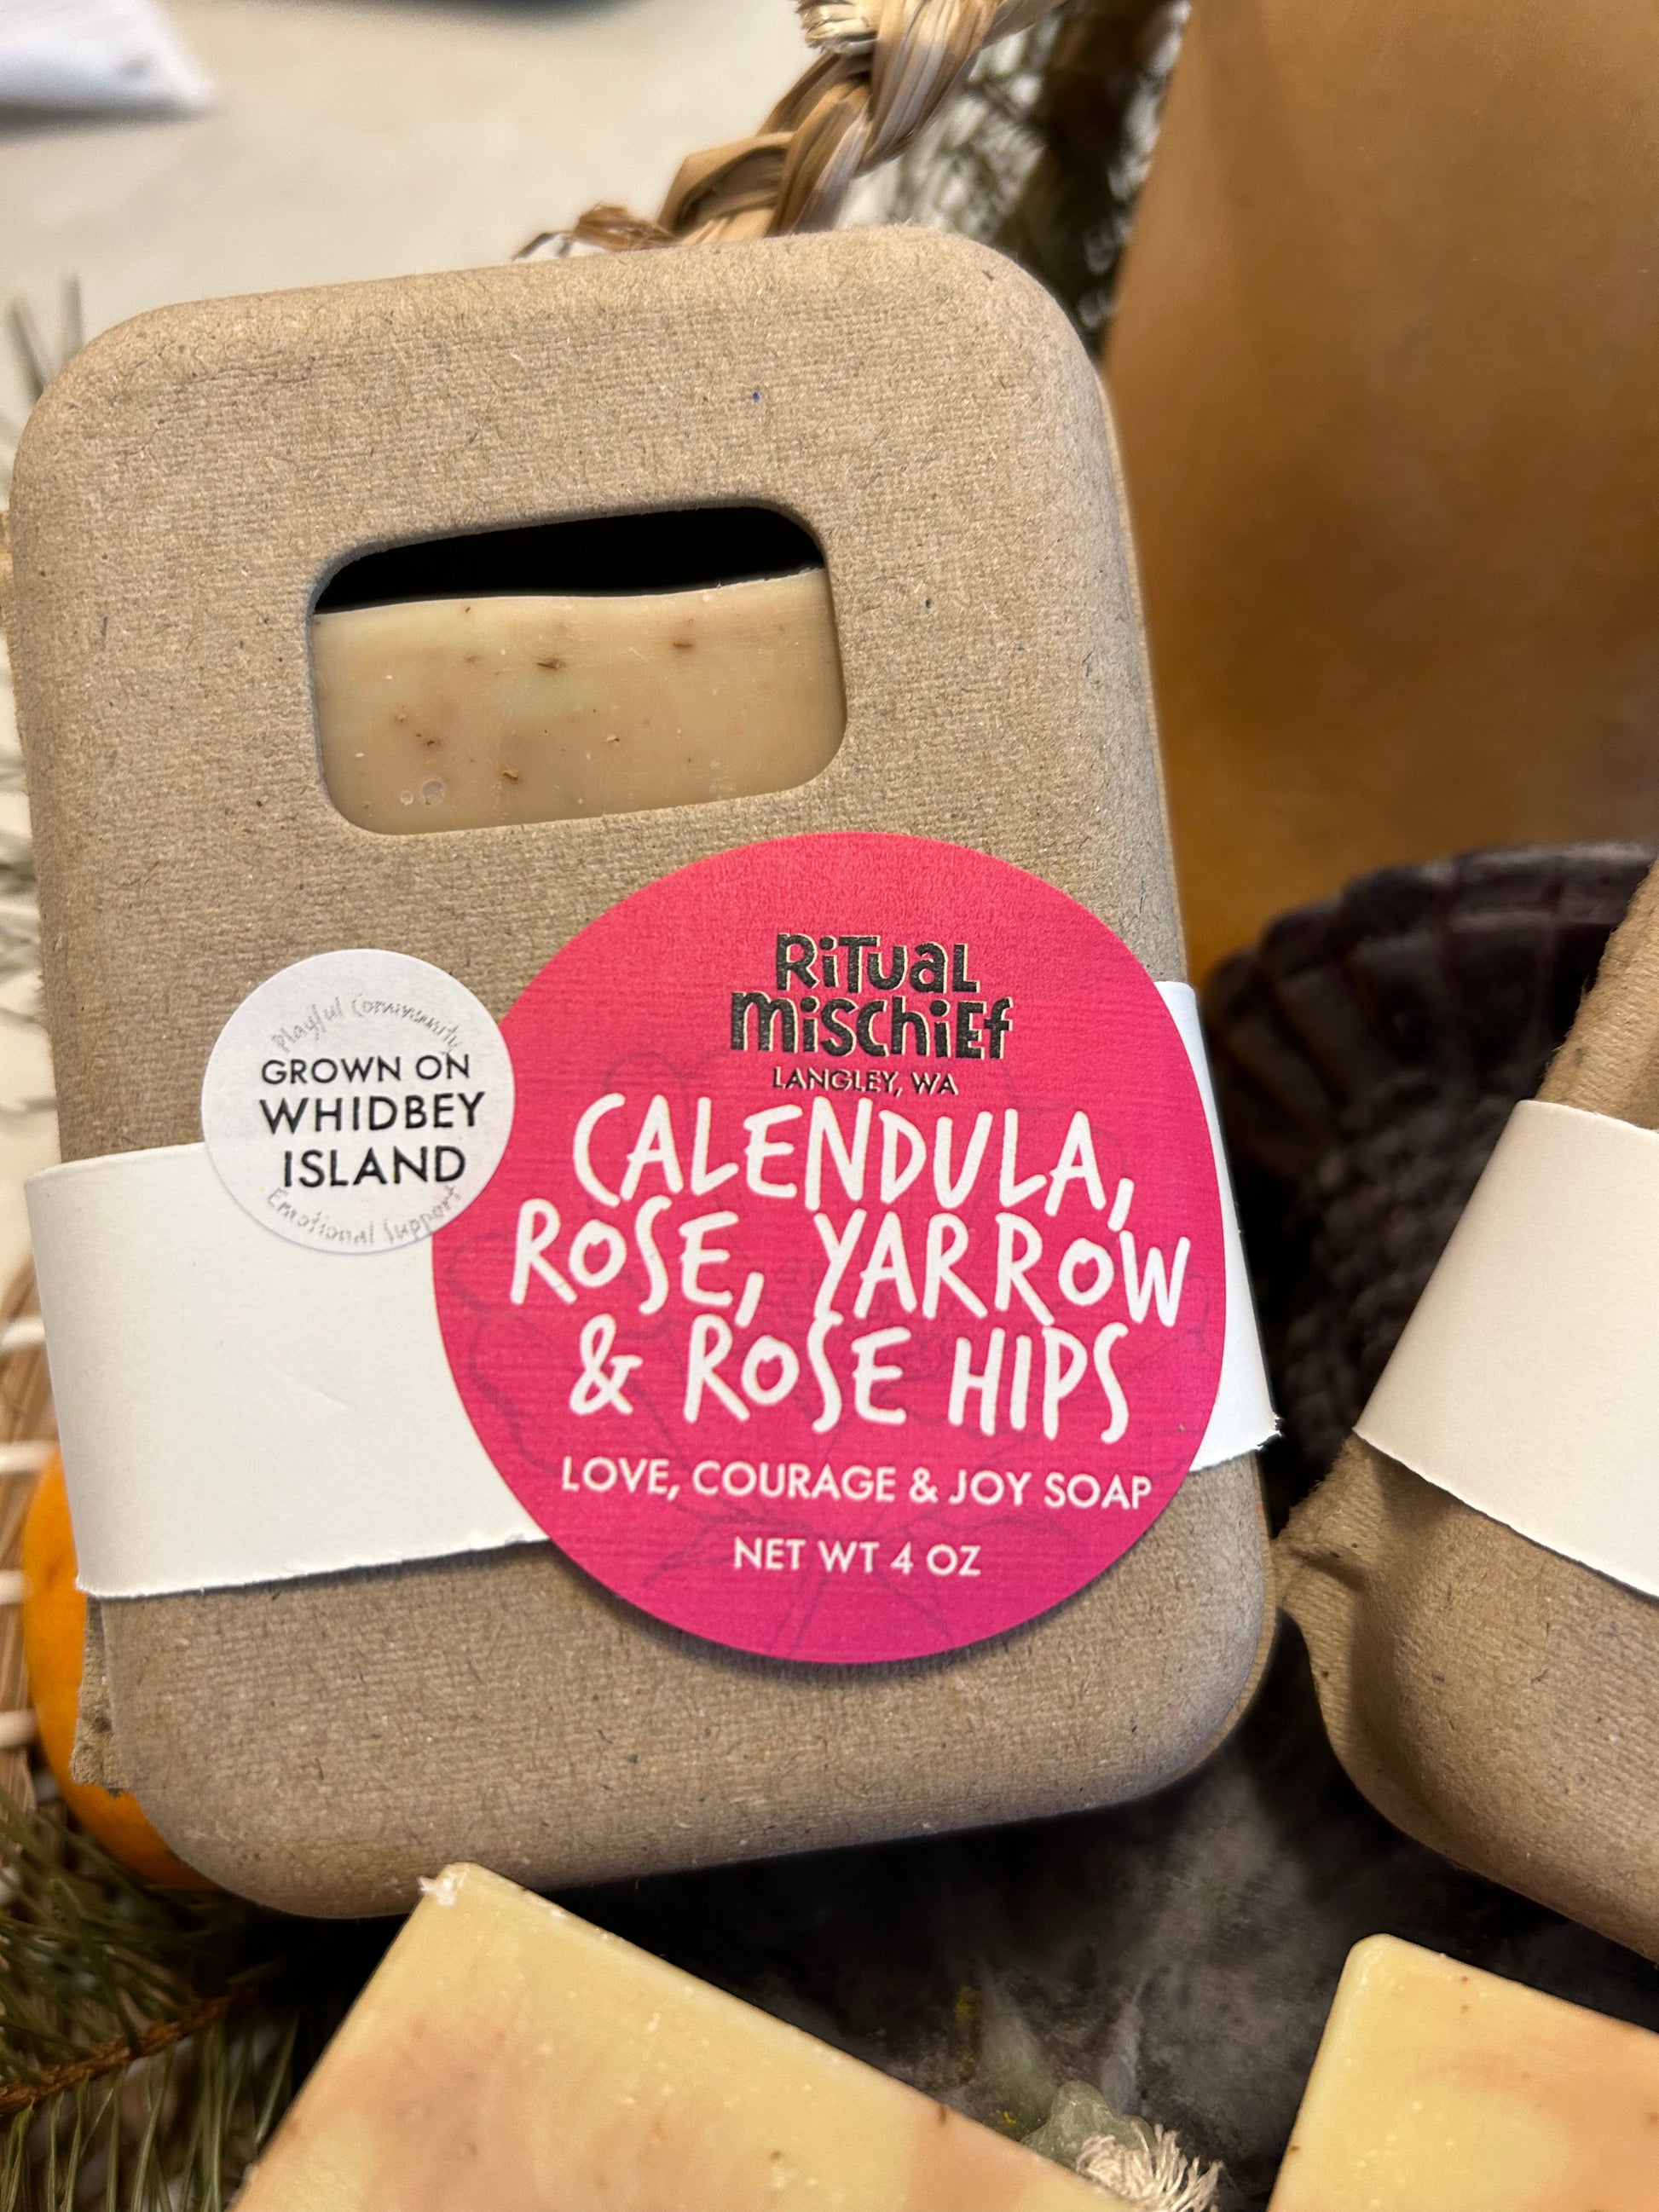 Playful Community
GROWN ON
WHIDBEY
ISLAND
Emotional Support
RITUAL
MISCHIEF
LANGLEY, WA
CALENDULA,
ROSE, YARROW
& ROSE HIPS
LOVE, COURAGE & JOY SOAP
NET WT 4 OZ